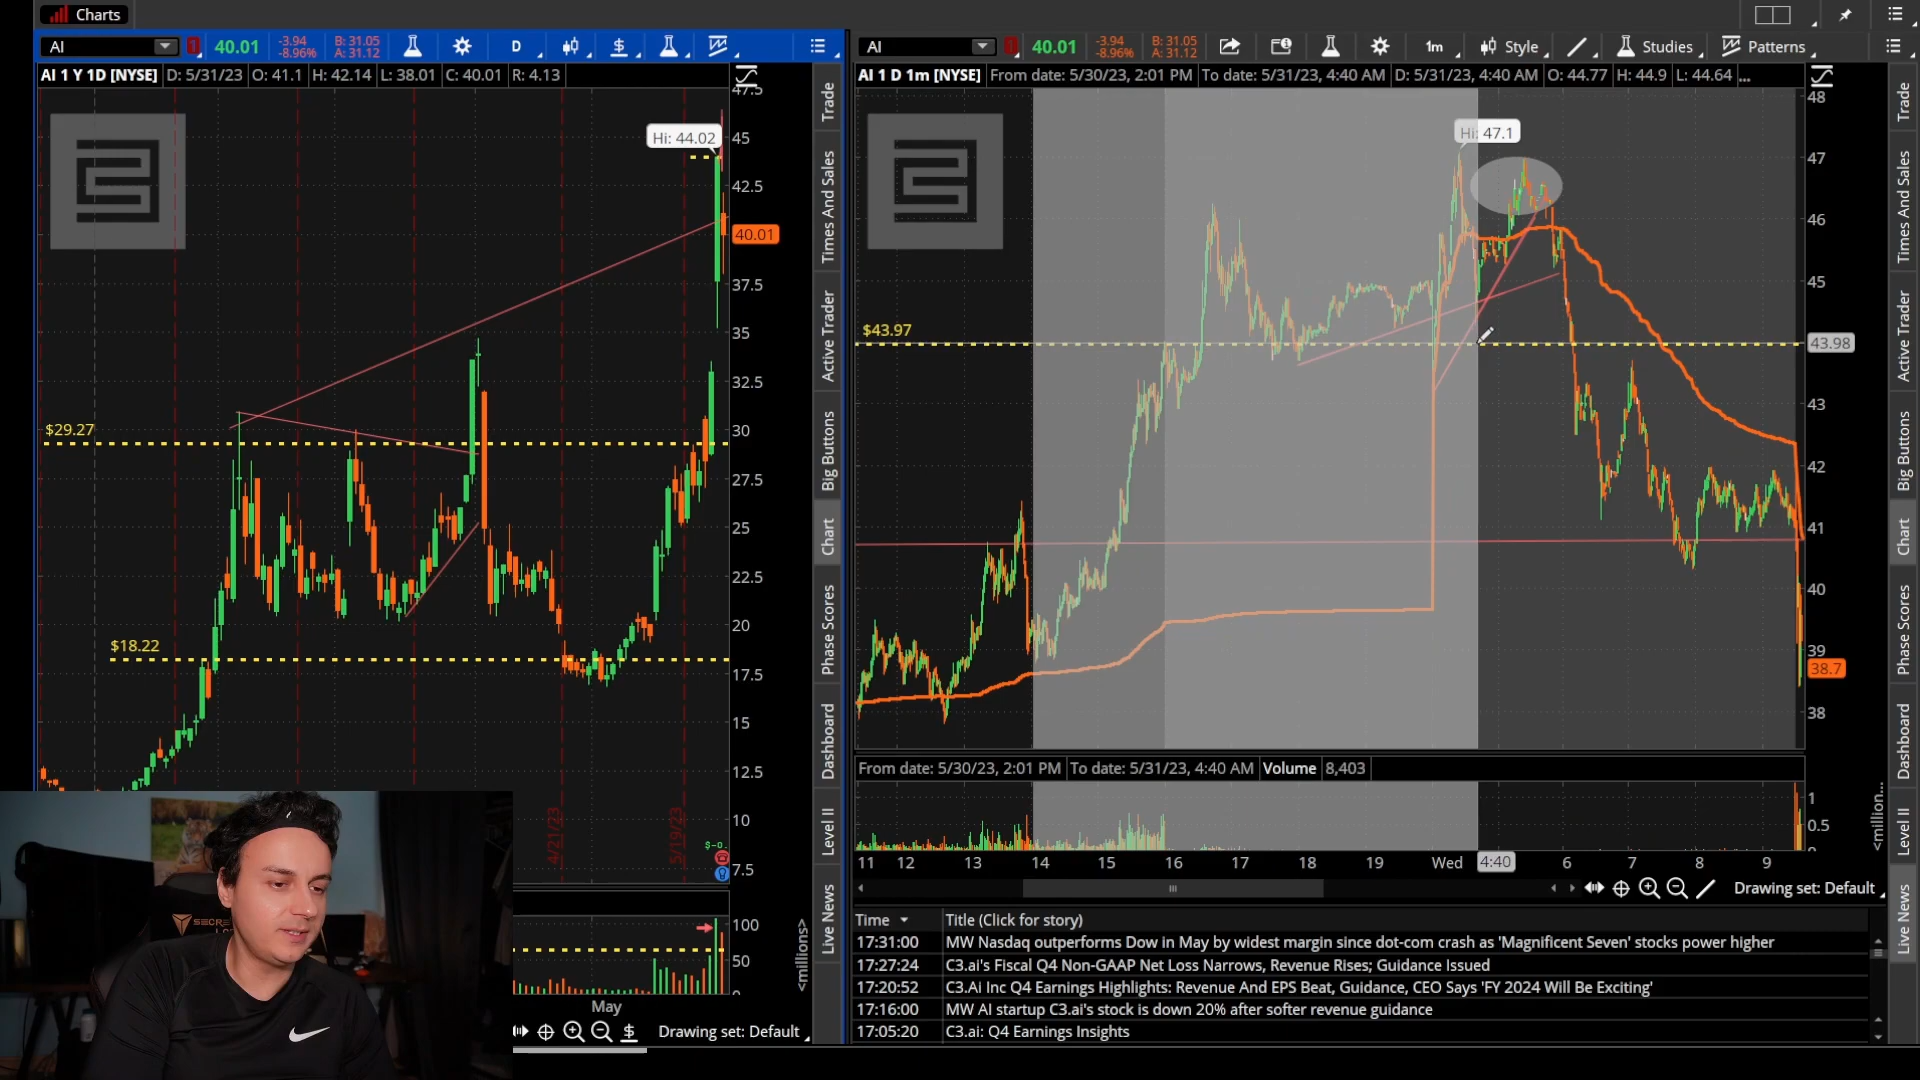 Charts
AI
1
40.01
-3.94
-8.96%
B: 31.05
A: 31.12
D
AI
40.01
-3.94
-8.96%
B: 31.05
A: 31.12
1m
Style
Studies
Patterns
AI 1 Y 1D [NYSE] D: 5/31/23 O: 41.1 H: 42.14 L: 38.01 C: 40.01 R: 4.13
AI 1 D 1m [NYSE] From date: 5/30/23, 2:01 PM To date: 5/31/23, 4:40 AM D: 5/31/23, 4:40 AM O: 44.77 H: 44.9 L: 44.64 ...
Hi: 44.02
$29.27
$18.22
47.5
45
42.5
40.01
37.5
35
32.5
30
27.5
25
22.5
20
17.5
15
12.5
10
7.5
4/21/23
5/19/23
$-0.
100
50
0
<millions>
May
Drawing set: Default
Trade
Times And Sales
Active Trader
Big Buttons
Chart
Phase Scores
Dashboard
Level II
Live News
Hi: 47.1
$43.97
48
47
46
45
43.98
43
42
41
40
39
38.7
38
From date: 5/30/23, 2:01 PM To date: 5/31/23, 4:40 AM Volume 8,403
1
0.5
0
<million...
11 12 13 14 15 16 17 18 19 Wed 4:40 6 7 8 9
Drawing set: Default
Time Title (Click for story)
17:31:00 MW Nasdaq outperforms Dow in May by widest margin since dot-com crash as 'Magnificent Seven' stocks power higher
17:27:24 C3.ai's Fiscal Q4 Non-GAAP Net Loss Narrows, Revenue Rises; Guidance Issued
17:20:52 C3.Ai Inc Q4 Earnings Highlights: Revenue And EPS Beat, Guidance, CEO Says 'FY 2024 Will Be Exciting'
17:16:00 MW AI startup C3.ai's stock is down 20% after softer revenue guidance
17:05:20 C3.ai: Q4 Earnings Insights
Trade
Times And Sales
Active Trader
Big Buttons
Chart
Phase Scores
Dashboard
Level II
Live News